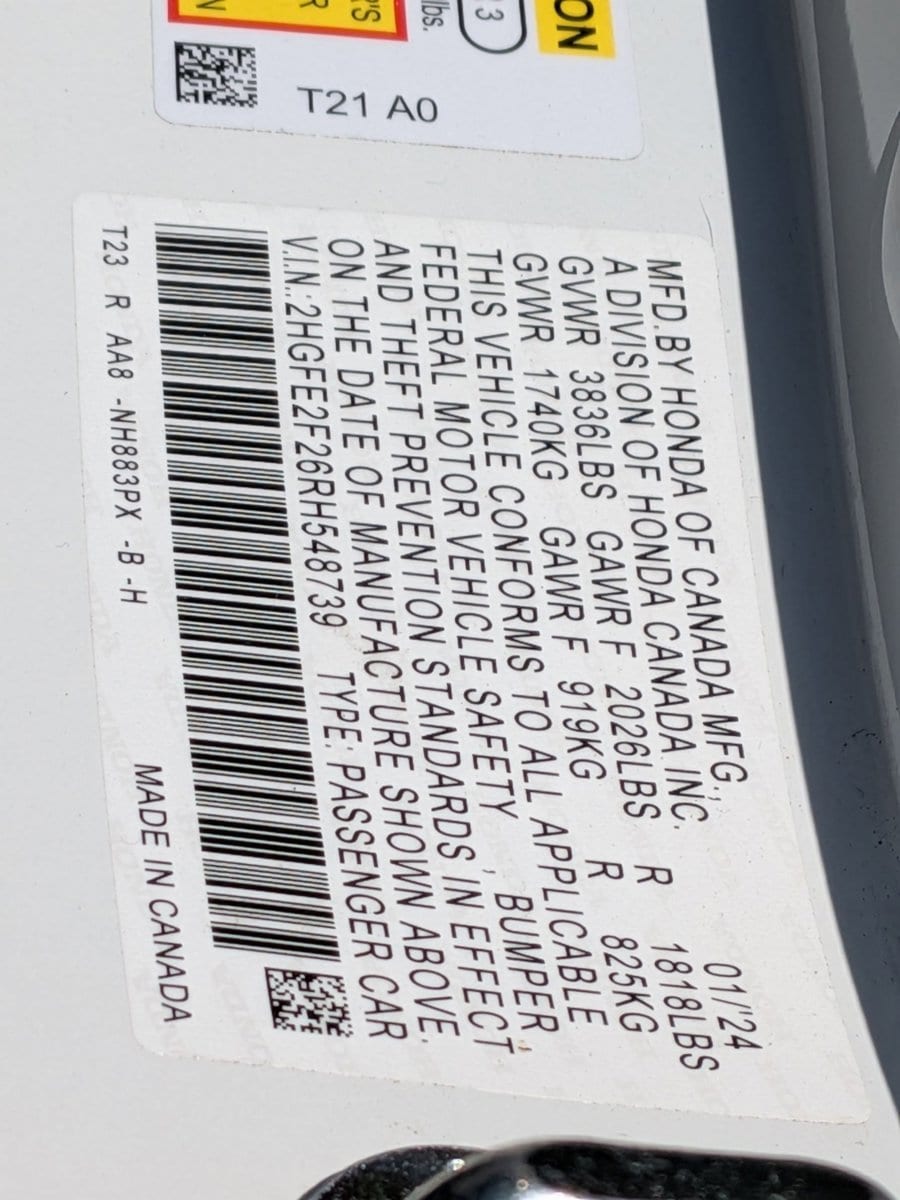 ON
3
lbs.
'S
R
N
T21 A0
MFD.BY HONDA OF CANADA MFG., 01/'24
A DIVISION OF HONDA CANADA INC.
GVWR 3836LBS GAWR F 2026LBS R 1818LBS
GVWR 1740KG GAWR F 919KG R 825KG
THIS VEHICLE CONFORMS TO ALL APPLICABLE
FEDERAL MOTOR VEHICLE SAFETY , BUMPER,
AND THEFT PREVENTION STANDARDS IN EFFECT
ON THE DATE OF MANUFACTURE SHOWN ABOVE.
V.I.N.:2HGFE2F26RH548739 TYPE: PASSENGER CAR
T23 R AA8 -NH883PX -B -H MADE IN CANADA